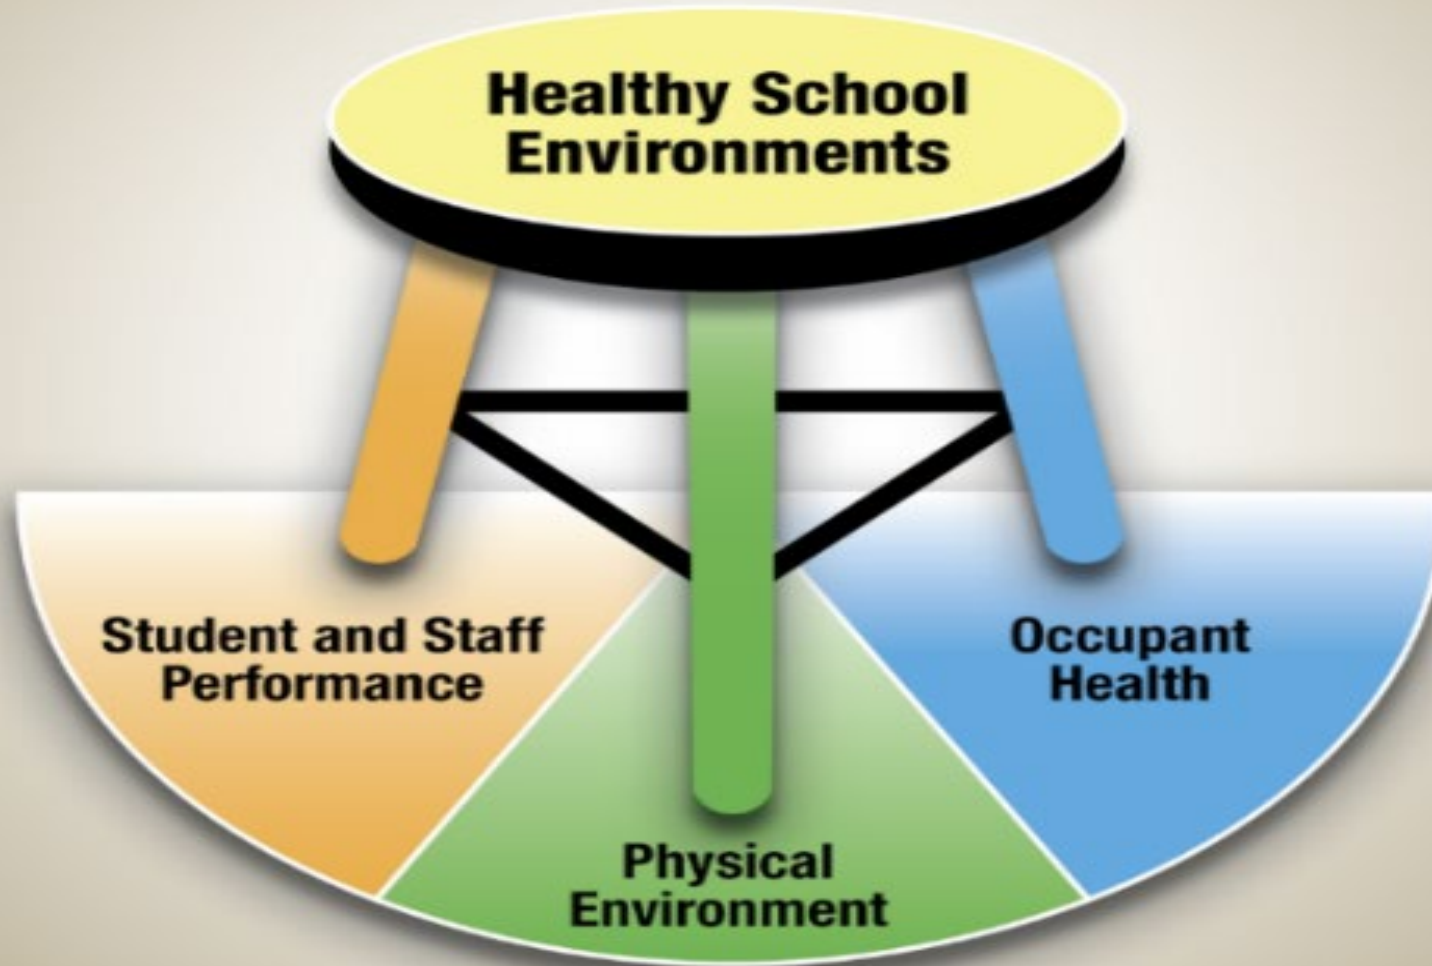 Healthy School
Environments
Student and Staff
Performance
Occupant
Health
Physical
Environment